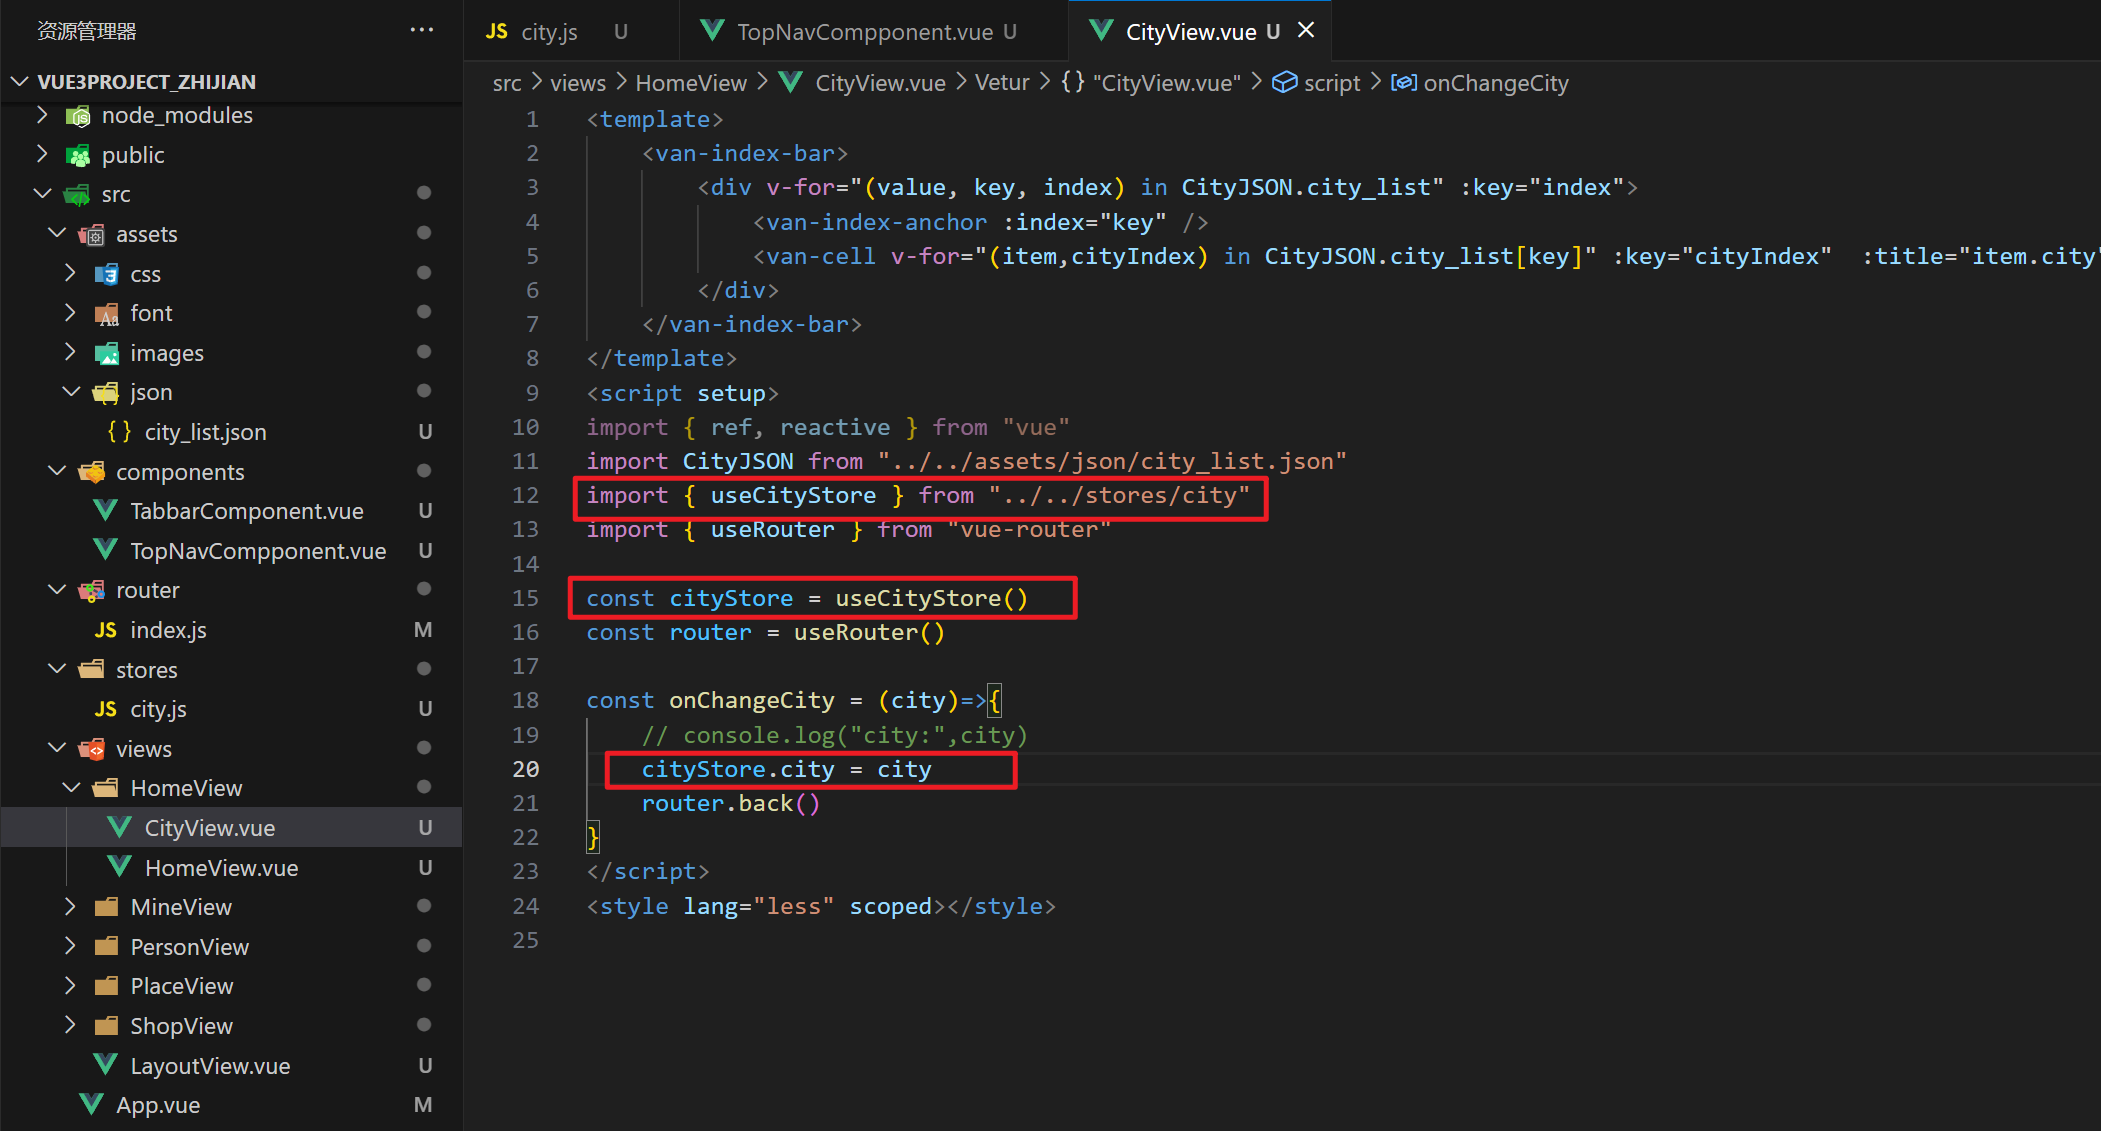 资源管理器 ···
VUE3PROJECT_ZHIJIAN
node_modules
public
src
assets
css
font
images
json
{ } city_list.json U
components
TabbarComponent.vue U
TopNavCompponent.vue U
router
JS index.js M
stores
JS city.js U
views
HomeView
CityView.vue U
HomeView.vue U
MineView
PersonView
PlaceView
ShopView
LayoutView.vue U
App.vue M
JS city.js U
TopNavCompponent.vue U
CityView.vue U
src > views > HomeView > CityView.vue > Vetur > {} "CityView.vue" > script > onChangeCity
1 <template>
2 <van-index-bar>
3 <div v-for="(value, key, index) in CityJSON.city_list" :key="index">
4 <van-index-anchor :index="key" />
5 <van-cell v-for="(item,cityIndex) in CityJSON.city_list[key]" :key="cityIndex" :title="item.city"
6 </div>
7 </van-index-bar>
8 </template>
9 <script setup>
10 import { ref, reactive } from "vue"
11 import CityJSON from "../../assets/json/city_list.json"
12 import { useCityStore } from "../../stores/city"
13 import { useRouter } from "vue-router"
14
15 const cityStore = useCityStore()
16 const router = useRouter()
17
18 const onChangeCity = (city)=>{
19 // console.log("city:",city)
20 cityStore.city = city
21 router.back()
22 }
23 </script>
24 <style lang="less" scoped></style>
25